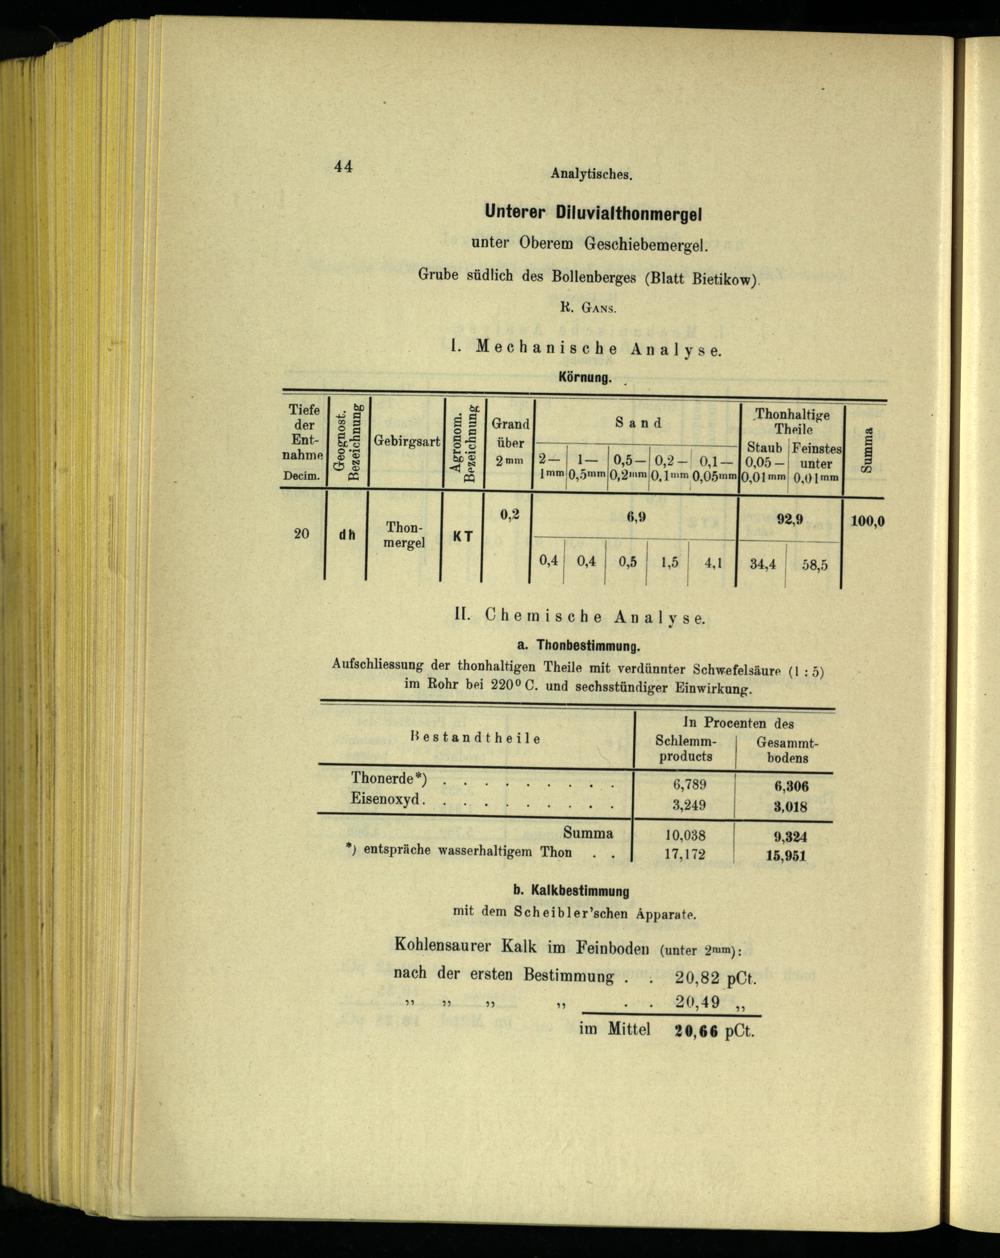 44
Analytisches.
Unterer Diluvialthonmergel
unter Oberem Geschiebemergel.
Grube südlich des Bollenberges (Blatt Bietikow).
R. GANS.
I. Mechanische Analyse.
Körnung.
Tiefe der Ent-nahme Decim. | Geognost. Bezeichnung | Gebirgsart | Agronom. Bezeichnung | Grand über 2mm | Sand | Thonhaltige Theile | Summa
2— 1mm | 1— 0,5mm | 0,5— 0,2mm | 0,2— 0,1mm | 0,1— 0,05mm | Staub 0,05— 0,01mm | Feinstes unter 0,01mm
20 | dh | Thon-mergel | KT | 0,2 | 6,9 | 92,9 | 100,0
0,4 | 0,4 | 0,5 | 1,5 | 4,1 | 34,4 | 58,5
II. Chemische Analyse.
a. Thonbestimmung.
Aufschliessung der thonhaltigen Theile mit verdünnter Schwefelsäure (1 : 5)
im Rohr bei 220° C. und sechsstündiger Einwirkung.
Bestandtheile | In Procenten des
Schlemm-products | Gesammt-bodens
Thonerde*) . . . . . . . . . | 6,789 | 6,306
Eisenoxyd. . . . . . . . . . | 3,249 | 3,018
Summa | 10,038 | 9,324
*) entspräche wasserhaltigem Thon . . | 17,172 | 15,951
b. Kalkbestimmung
mit dem Scheibler'schen Apparate.
Kohlensaurer Kalk im Feinboden (unter 2mm):
nach der ersten Bestimmung . . 20,82 pCt.
„ „ „ „ . . 20,49 „
im Mittel 20,66 pCt.